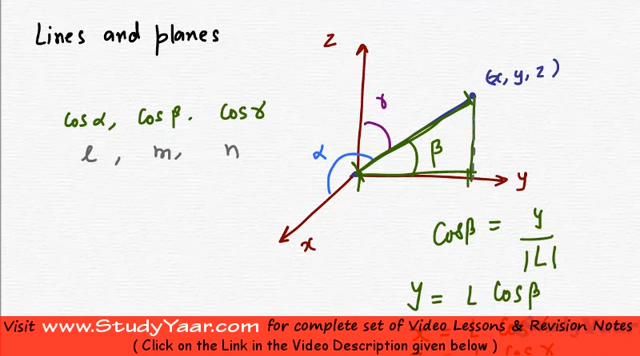 Lines and planes
z
(x, y, z)
γ
cosα, cosβ. cosγ
l, m, n
α
β
y
x
cosβ = y / |L|
y = L cosβ
Visit www.StudyYaar.com for complete set of Video Lessons & Revision Notes
( Click on the Link in the Video Description given below )